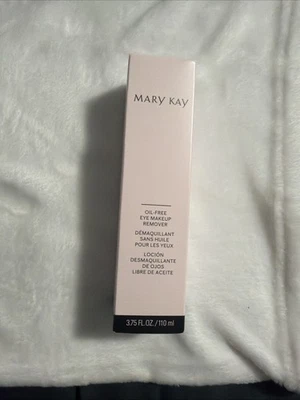 MARY KAY
OIL-FREE
EYE MAKEUP
REMOVER
DÉMAQUILLANT
SANS HUILE
POUR LES YEUX
LOCIÓN
DESMAQUILLANTE
DE OJOS
LIBRE DE ACEITE
3.75 FL.OZ./110 ml